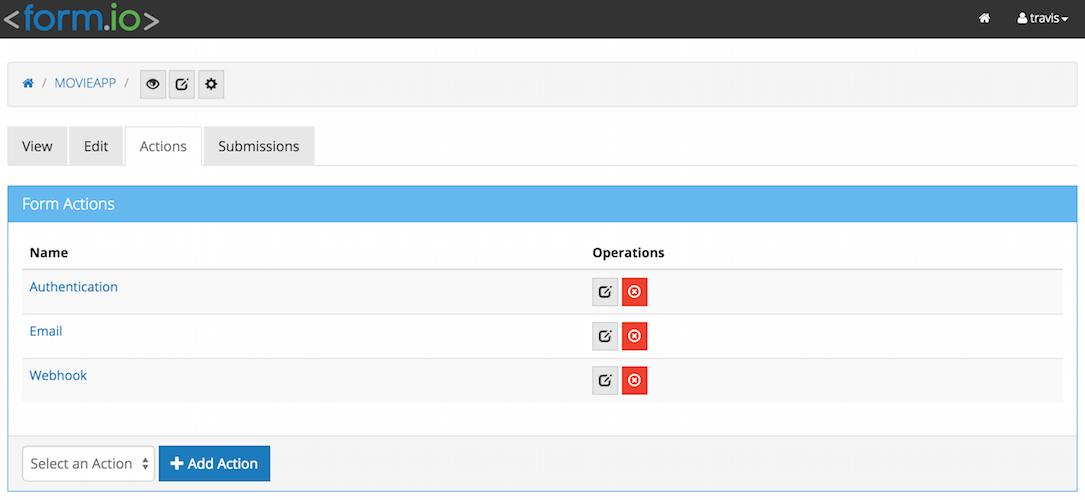 <form.io>
travis
/ MOVIEAPP /
View Edit Actions Submissions
Form Actions
Name Operations
Authentication
Email
Webhook
Select an Action + Add Action